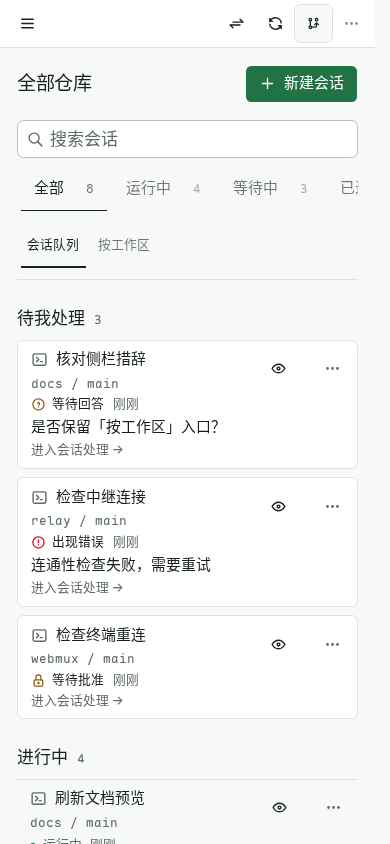 全部仓库
新建会话
搜索会话
全部 8 运行中 4 等待中 3
会话队列 按工作区
待我处理 3
核对侧栏措辞
docs / main
等待回答 刚刚
是否保留「按工作区」入口？
进入会话处理 →
检查中继连接
relay / main
出现错误 刚刚
连通性检查失败，需要重试
进入会话处理 →
检查终端重连
webmux / main
等待批准 刚刚
进入会话处理 →
进行中 4
刷新文档预览
docs / main
运行中 刚刚